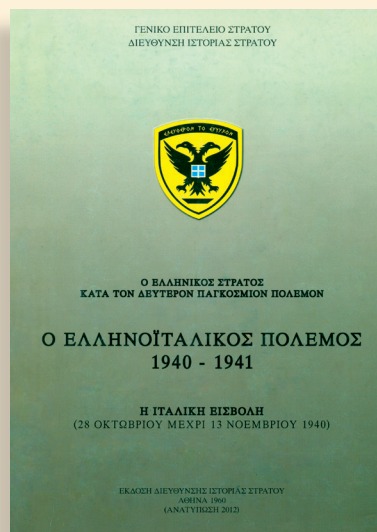 ΓΕΝΙΚΟ ΕΠΙΤΕΛΕΙΟ ΣΤΡΑΤΟΥ
ΔΙΕΥΘΥΝΣΗ ΙΣΤΟΡΙΑΣ ΣΤΡΑΤΟΥ
ΕΛΕΥΘΕΡΟΝ ΤΟ ΕΥΨΥΧΟΝ
Ο ΕΛΛΗΝΙΚΟΣ ΣΤΡΑΤΟΣ
ΚΑΤΑ ΤΟΝ ΔΕΥΤΕΡΟΝ ΠΑΓΚΟΣΜΙΟΝ ΠΟΛΕΜΟΝ
Ο ΕΛΛΗΝΟΪΤΑΛΙΚΟΣ ΠΟΛΕΜΟΣ
1940 - 1941
Η ΙΤΑΛΙΚΗ ΕΙΣΒΟΛΗ
(28 ΟΚΤΩΒΡΙΟΥ ΜΕΧΡΙ 13 ΝΟΕΜΒΡΙΟΥ 1940)
ΕΚΔΟΣΗ ΔΙΕΥΘΥΝΣΗΣ ΙΣΤΟΡΙΑΣ ΣΤΡΑΤΟΥ
ΑΘΗΝΑ 1960
(ΑΝΑΤΥΠΩΣΗ 2012)